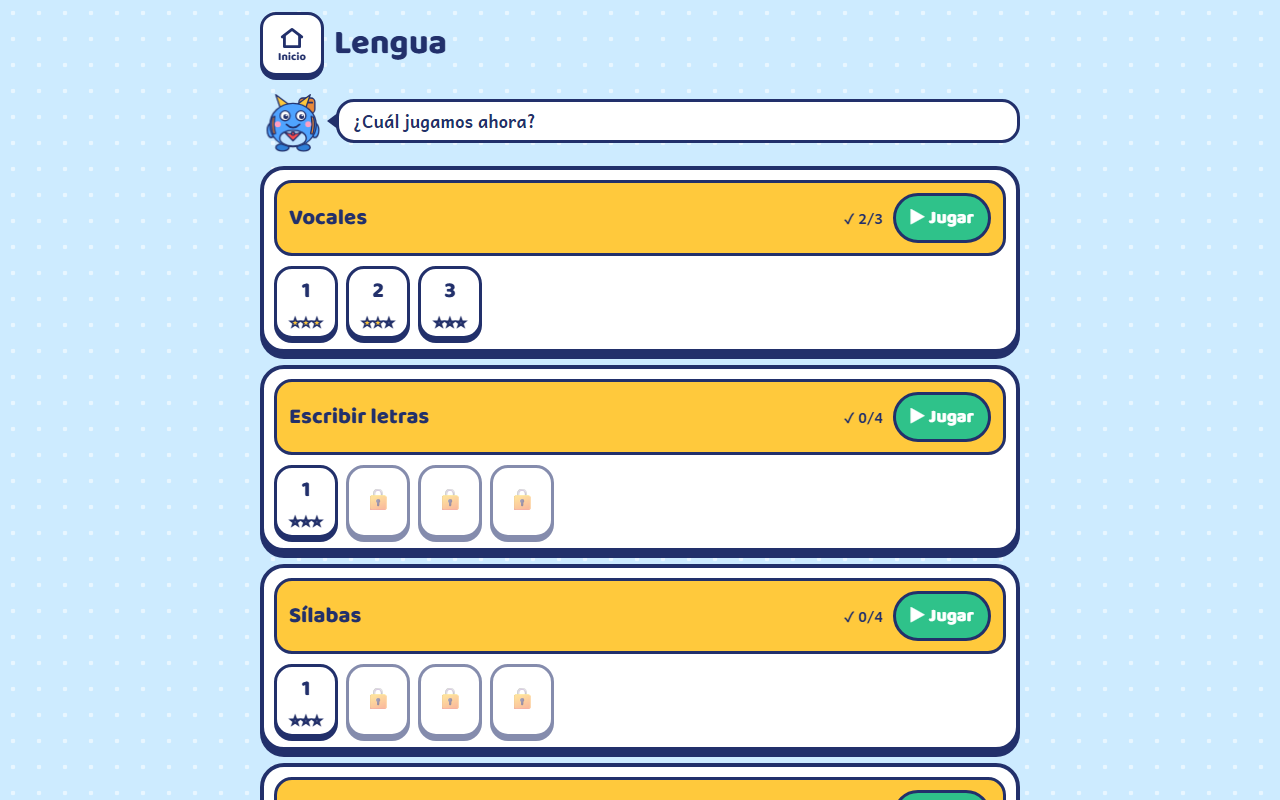 Inicio
Lengua
¿Cuál jugamos ahora?
Vocales
✓ 2/3
▶ Jugar
1
2
3
Escribir letras
✓ 0/4
▶ Jugar
1
Sílabas
✓ 0/4
▶ Jugar
1